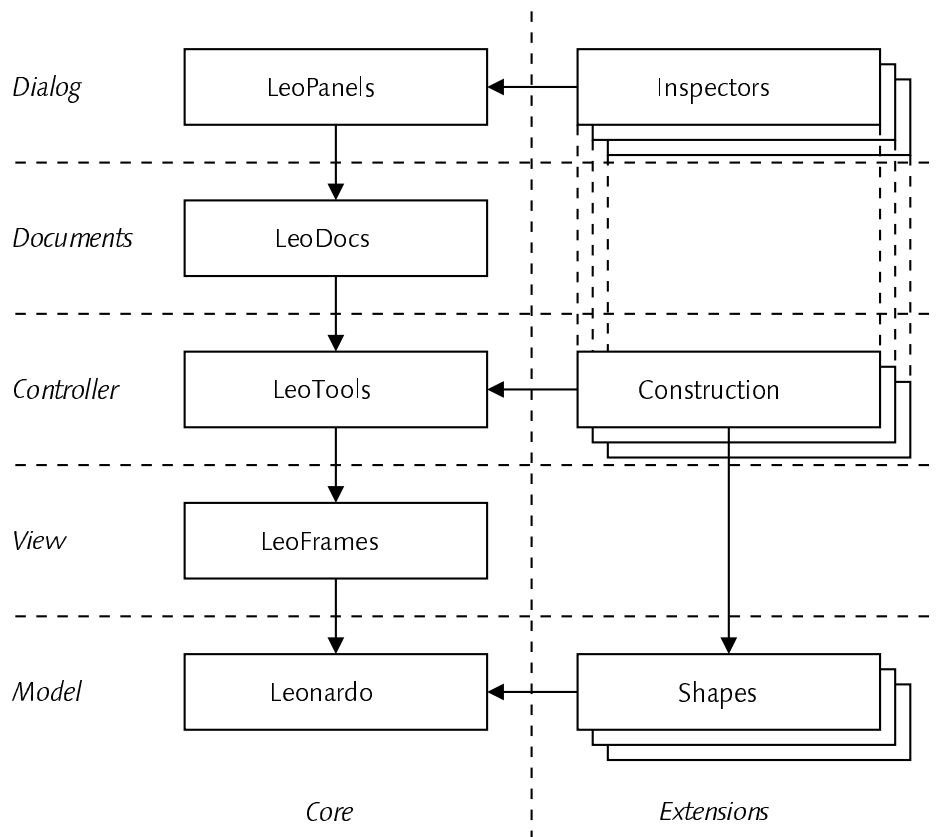 Dialog
LeoPanels
Inspectors
Documents
LeoDocs
Controller
LeoTools
Construction
View
LeoFrames
Model
Leonardo
Shapes
Core
Extensions